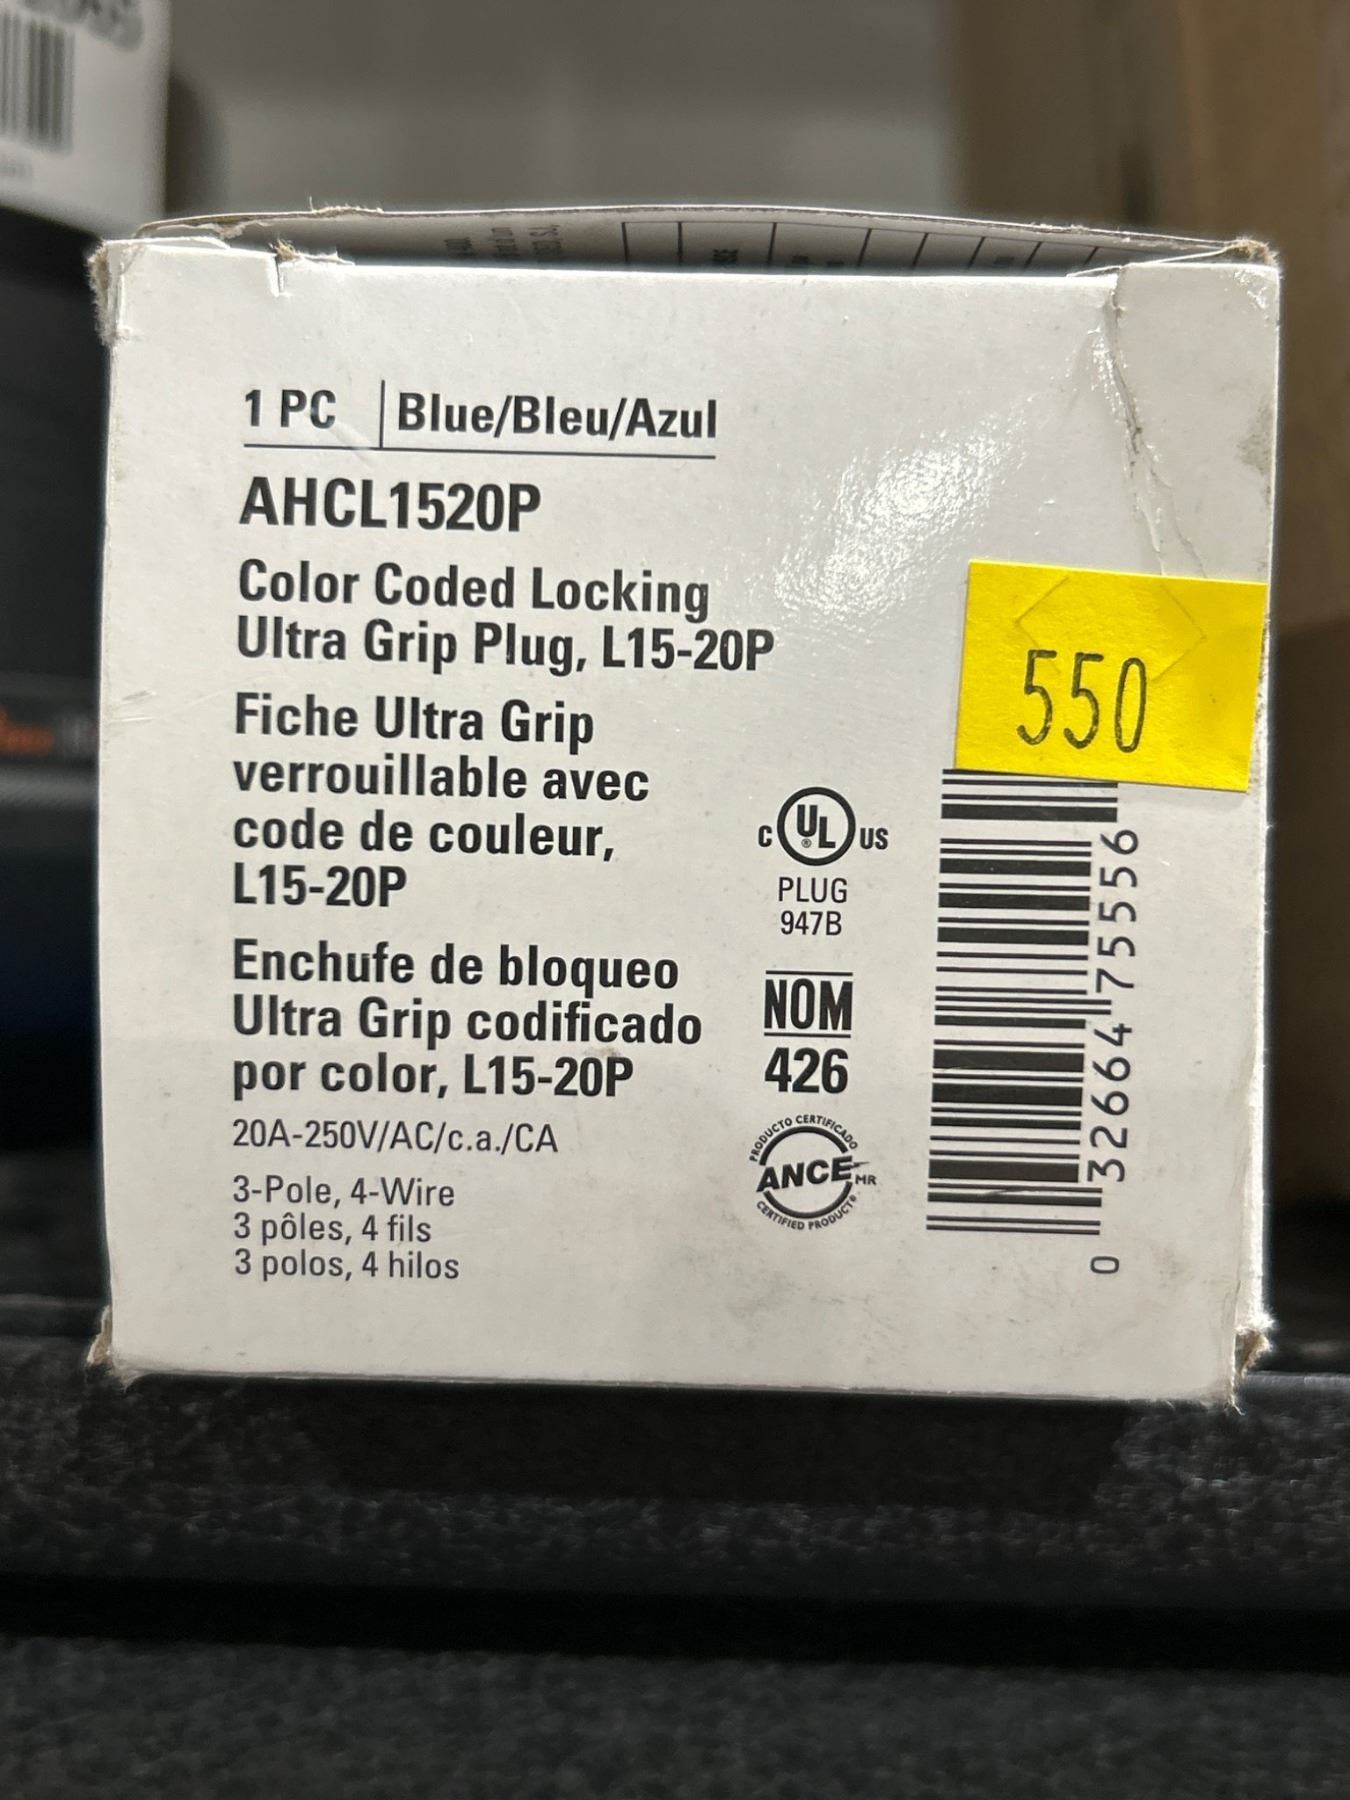 1 PC | Blue/Bleu/Azul
AHCL1520P
Color Coded Locking
Ultra Grip Plug, L15-20P
Fiche Ultra Grip
verrouillable avec
code de couleur,
L15-20P
Enchufe de bloqueo
Ultra Grip codificado
por color, L15-20P
20A-250V/AC/c.a./CA
3-Pole, 4-Wire
3 pôles, 4 fils
3 polos, 4 hilos
C UL® US
PLUG
947B
NOM
426
PRODUCTO CERTIFICADO
ANCE MR
CERTIFIED PRODUCT
550
0 32664 75556